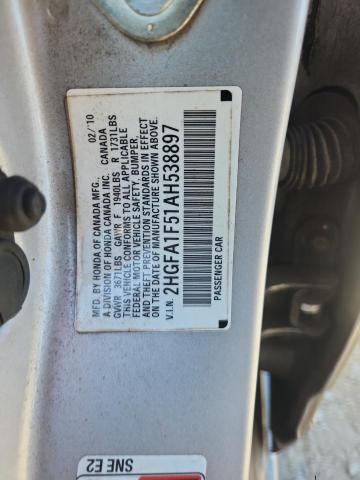 MFD. BY HONDA OF CANADA MFG., 02/10
A DIVISION OF HONDA CANADA INC. CANADA
GVWR 3671LBS GAWR F 1940LBS R 1731LBS
THIS VEHICLE CONFORMS TO ALL APPLICABLE
FEDERAL MOTOR VEHICLE SAFETY, BUMPER,
AND THEFT PREVENTION STANDARDS IN EFFECT
ON THE DATE OF MANUFACTURE SHOWN ABOVE.
V.I.N. 2HGFA1F51AH538897
PASSENGER CAR
SNE E2